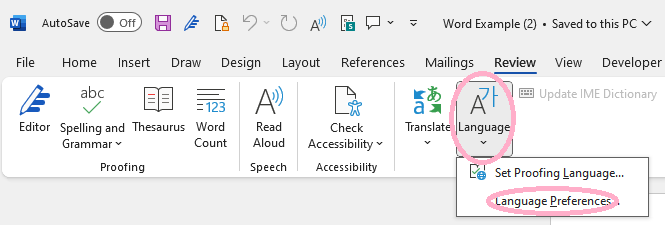 AutoSave Off Word Example (2) • Saved to this PC
File Home Insert Draw Design Layout References Mailings Review View Developer
Editor
abc
Spelling and
Grammar
Thesaurus
123
Word
Count
Proofing
Read
Aloud
Speech
Check
Accessibility
Accessibility
Translate
Language
Update IME Dictionary
Set Proofing Language...
Language Preferences...